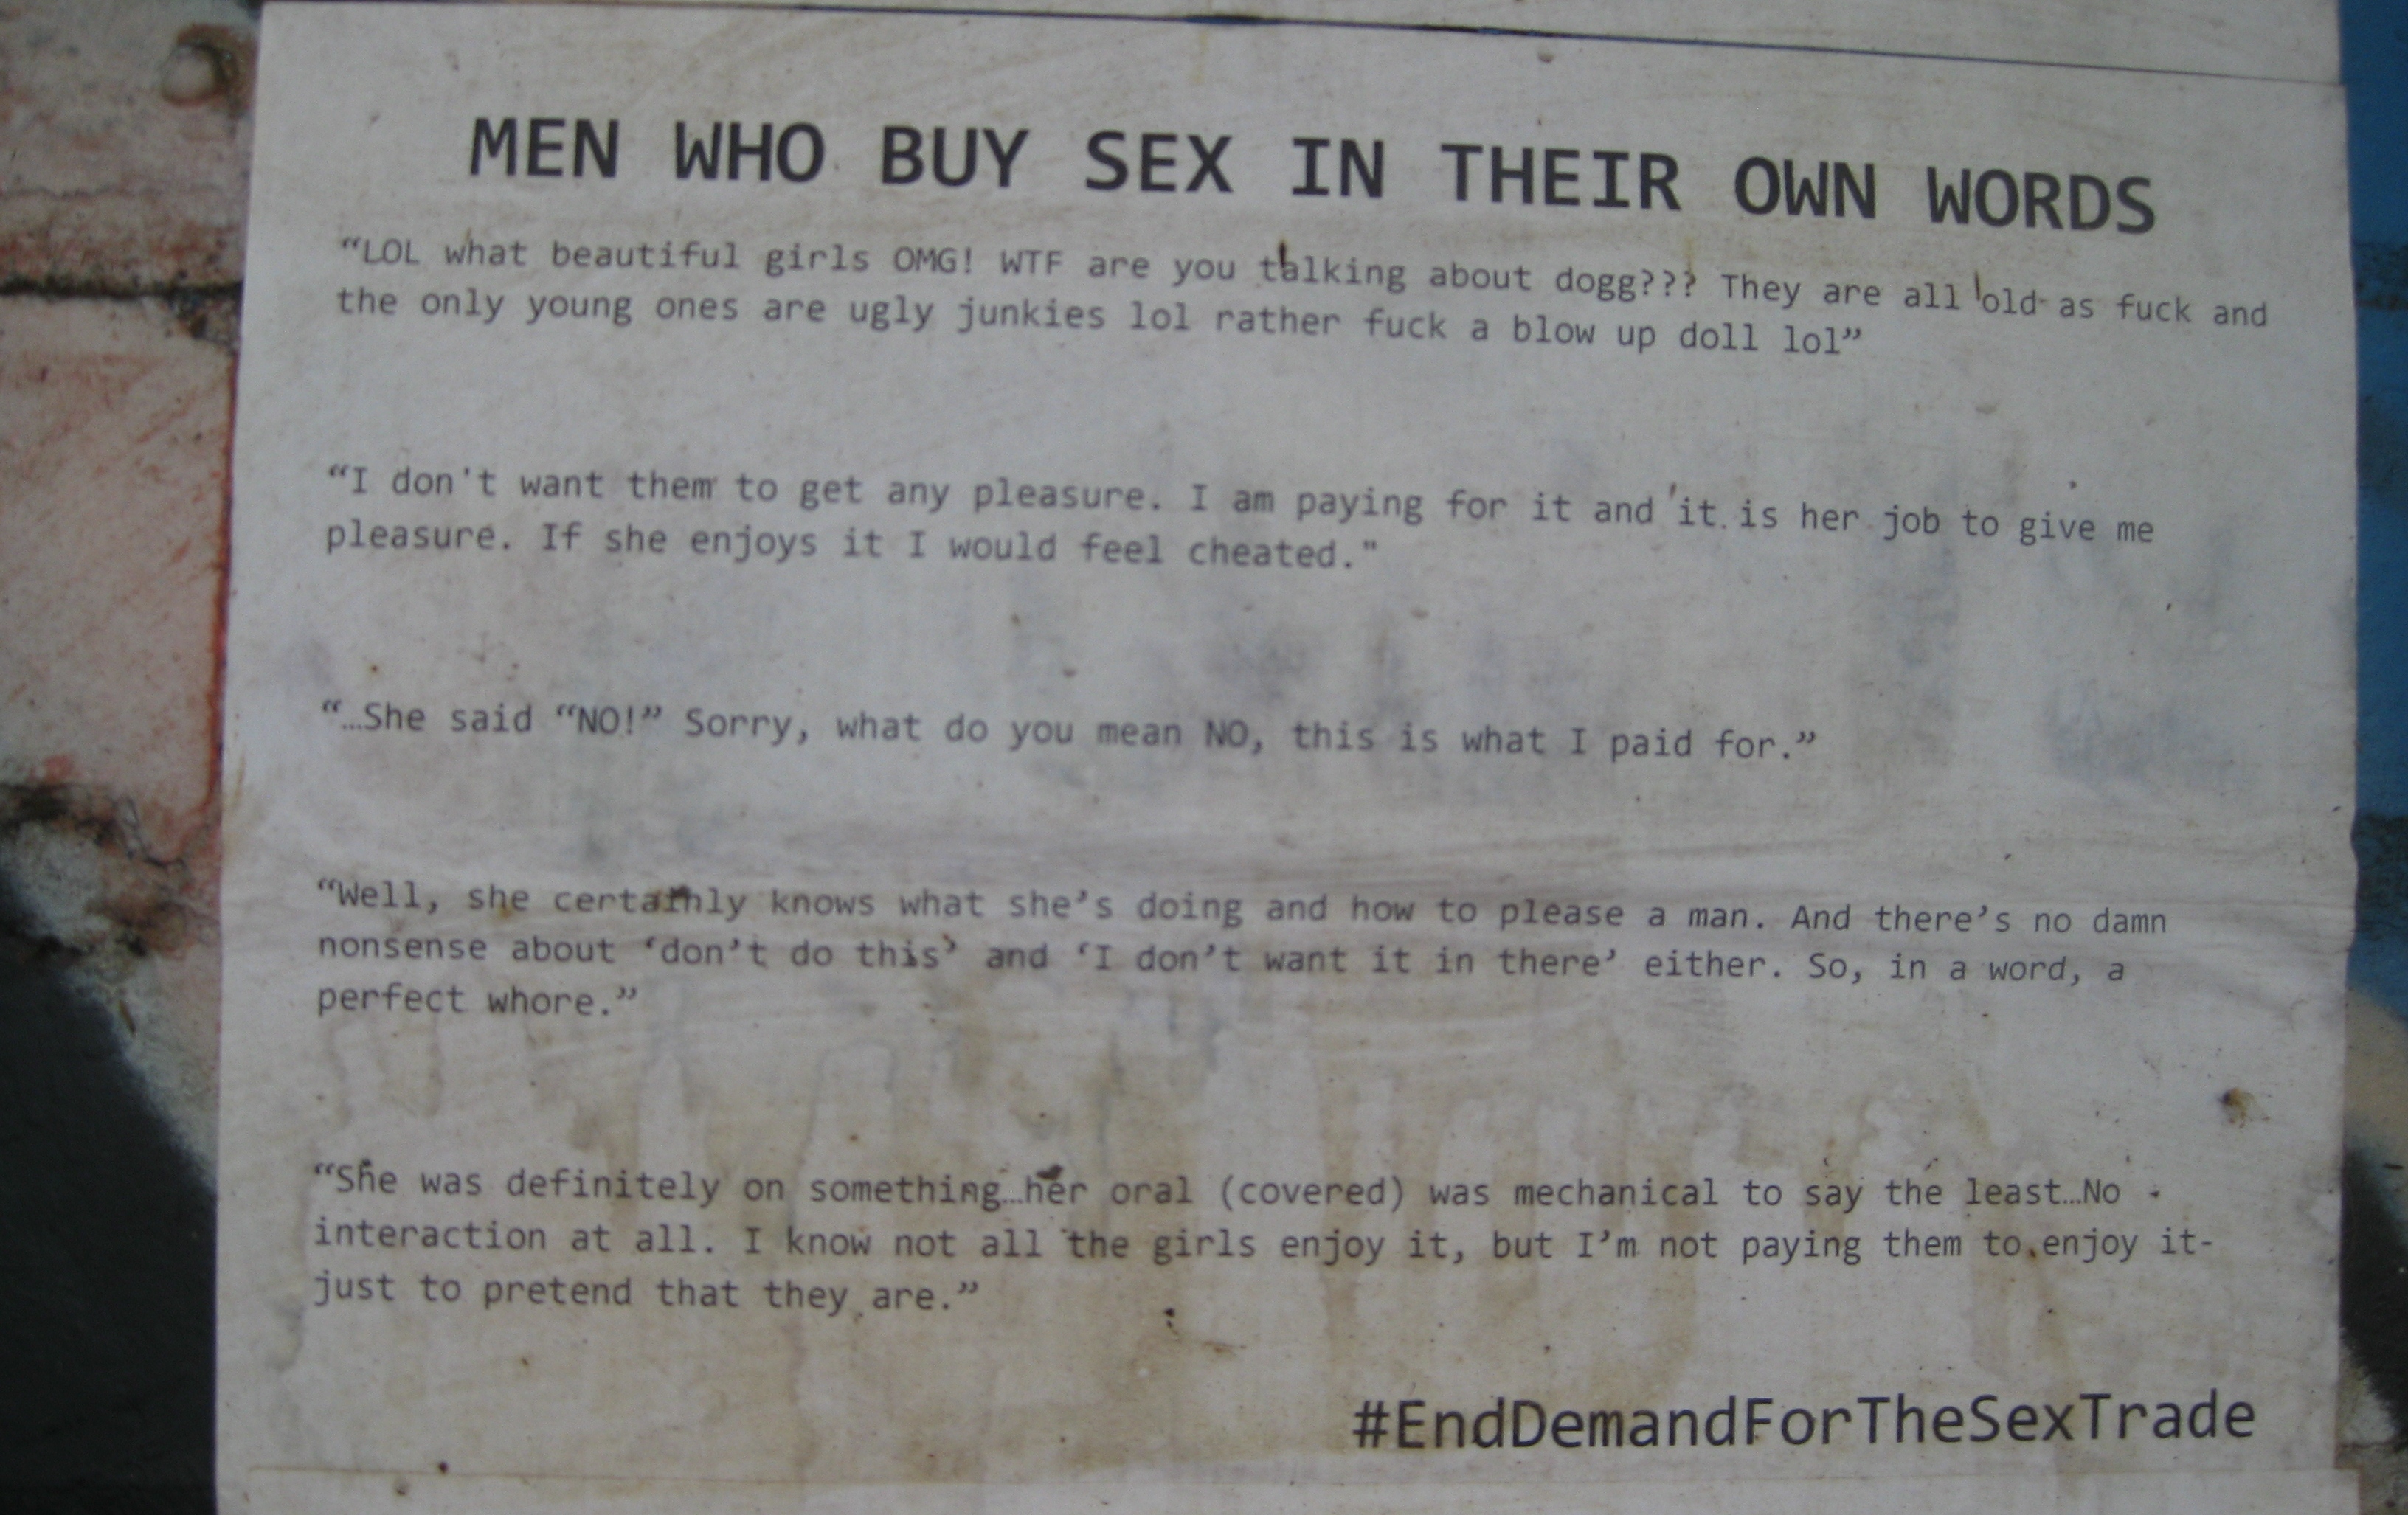 MEN WHO BUY SEX IN THEIR OWN WORDS
“LOL what beautiful girls OMG! WTF are you talking about dogg??? They are all old as fuck and
the only young ones are ugly junkies lol rather fuck a blow up doll lol”
“I don't want them to get any pleasure. I am paying for it and it is her job to give me
pleasure. If she enjoys it I would feel cheated."
“…She said “NO!” Sorry, what do you mean NO, this is what I paid for.”
“Well, she certainly knows what she’s doing and how to please a man. And there’s no damn
nonsense about ‘don’t do this’ and ‘I don’t want it in there’ either. So, in a word, a
perfect whore.”
“She was definitely on something…her oral (covered) was mechanical to say the least…No
interaction at all. I know not all the girls enjoy it, but I’m not paying them to enjoy it-
just to pretend that they are.”
#EndDemandForTheSexTrade